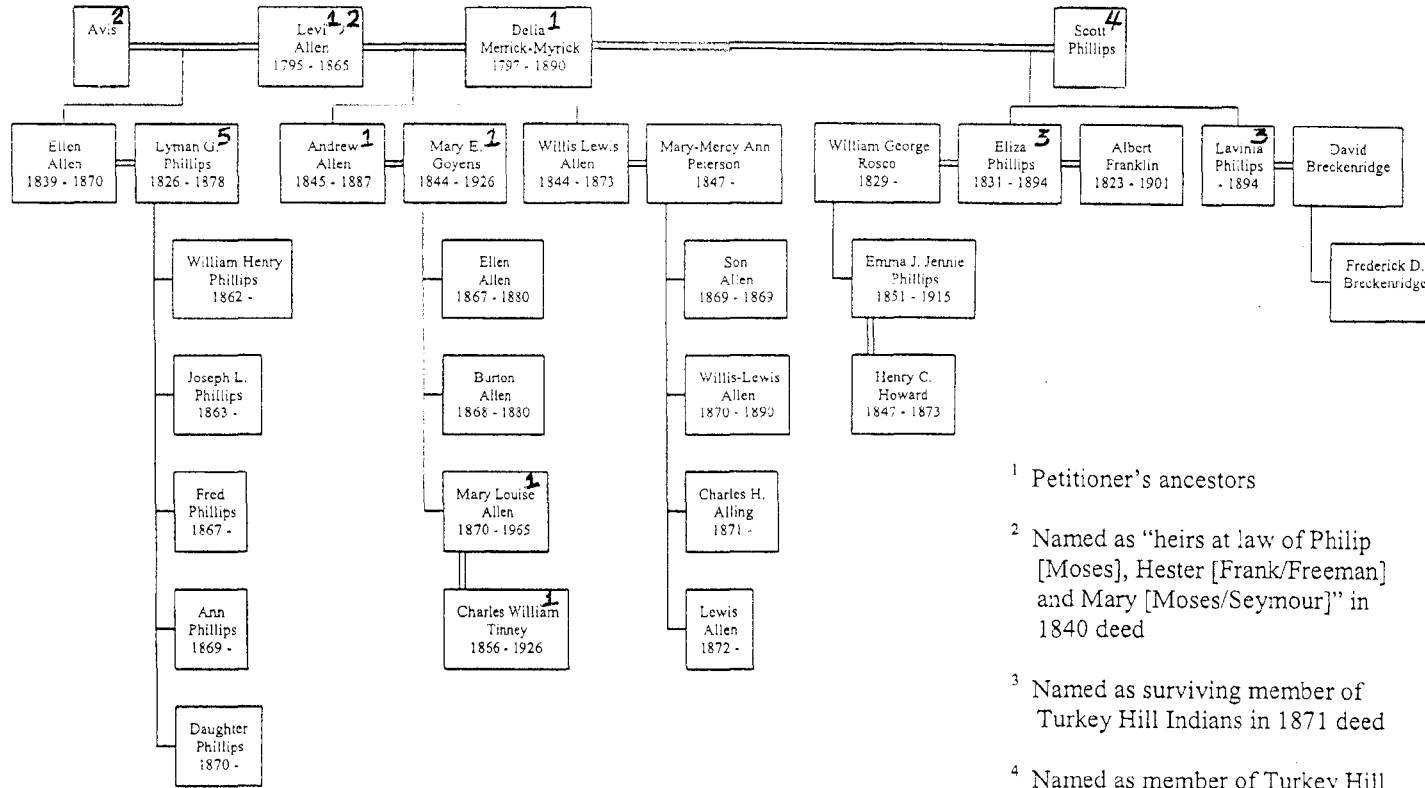 Avis 2
Levi 1,2
Allen
1795 - 1865
Delia 1
Merrick-Myrick
1797 - 1890
Scott 4
Phillips
Ellen
Allen
1839 - 1870
Lyman G. 5
Phillips
1826 - 1878
Andrew 1
Allen
1845 - 1887
Mary E. 1
Goyens
1844 - 1926
Willis Lewis
Allen
1844 - 1873
Mary-Mercy Ann
Peterson
1847 -
William George
Rosco
1829 -
Eliza 3
Phillips
1831 - 1894
Albert
Franklin
1823 - 1901
Lavinia 3
Phillips
- 1894
David
Breckenridge
William Henry
Phillips
1862 -
Ellen
Allen
1867 - 1880
Son
Allen
1869 - 1869
Emma J. Jennie
Phillips
1851 - 1915
Frederick D.
Breckenridge
Joseph L.
Phillips
1863 -
Burton
Allen
1868 - 1880
Willis-Lewis
Allen
1870 - 1890
Henry C.
Howard
1847 - 1873
Fred
Phillips
1867 -
Mary Louise 1
Allen
1870 - 1965
Charles H.
Alling
1871 -
Ann
Phillips
1869 -
Charles William 1
Tinney
1856 - 1926
Lewis
Allen
1872 -
Daughter
Phillips
1870 -
1 Petitioner's ancestors
2 Named as "heirs at law of Philip
[Moses], Hester [Frank/Freeman]
and Mary [Moses/Seymour]" in
1840 deed
3 Named as surviving member of
Turkey Hill Indians in 1871 deed
4 Named as member of Turkey Hill